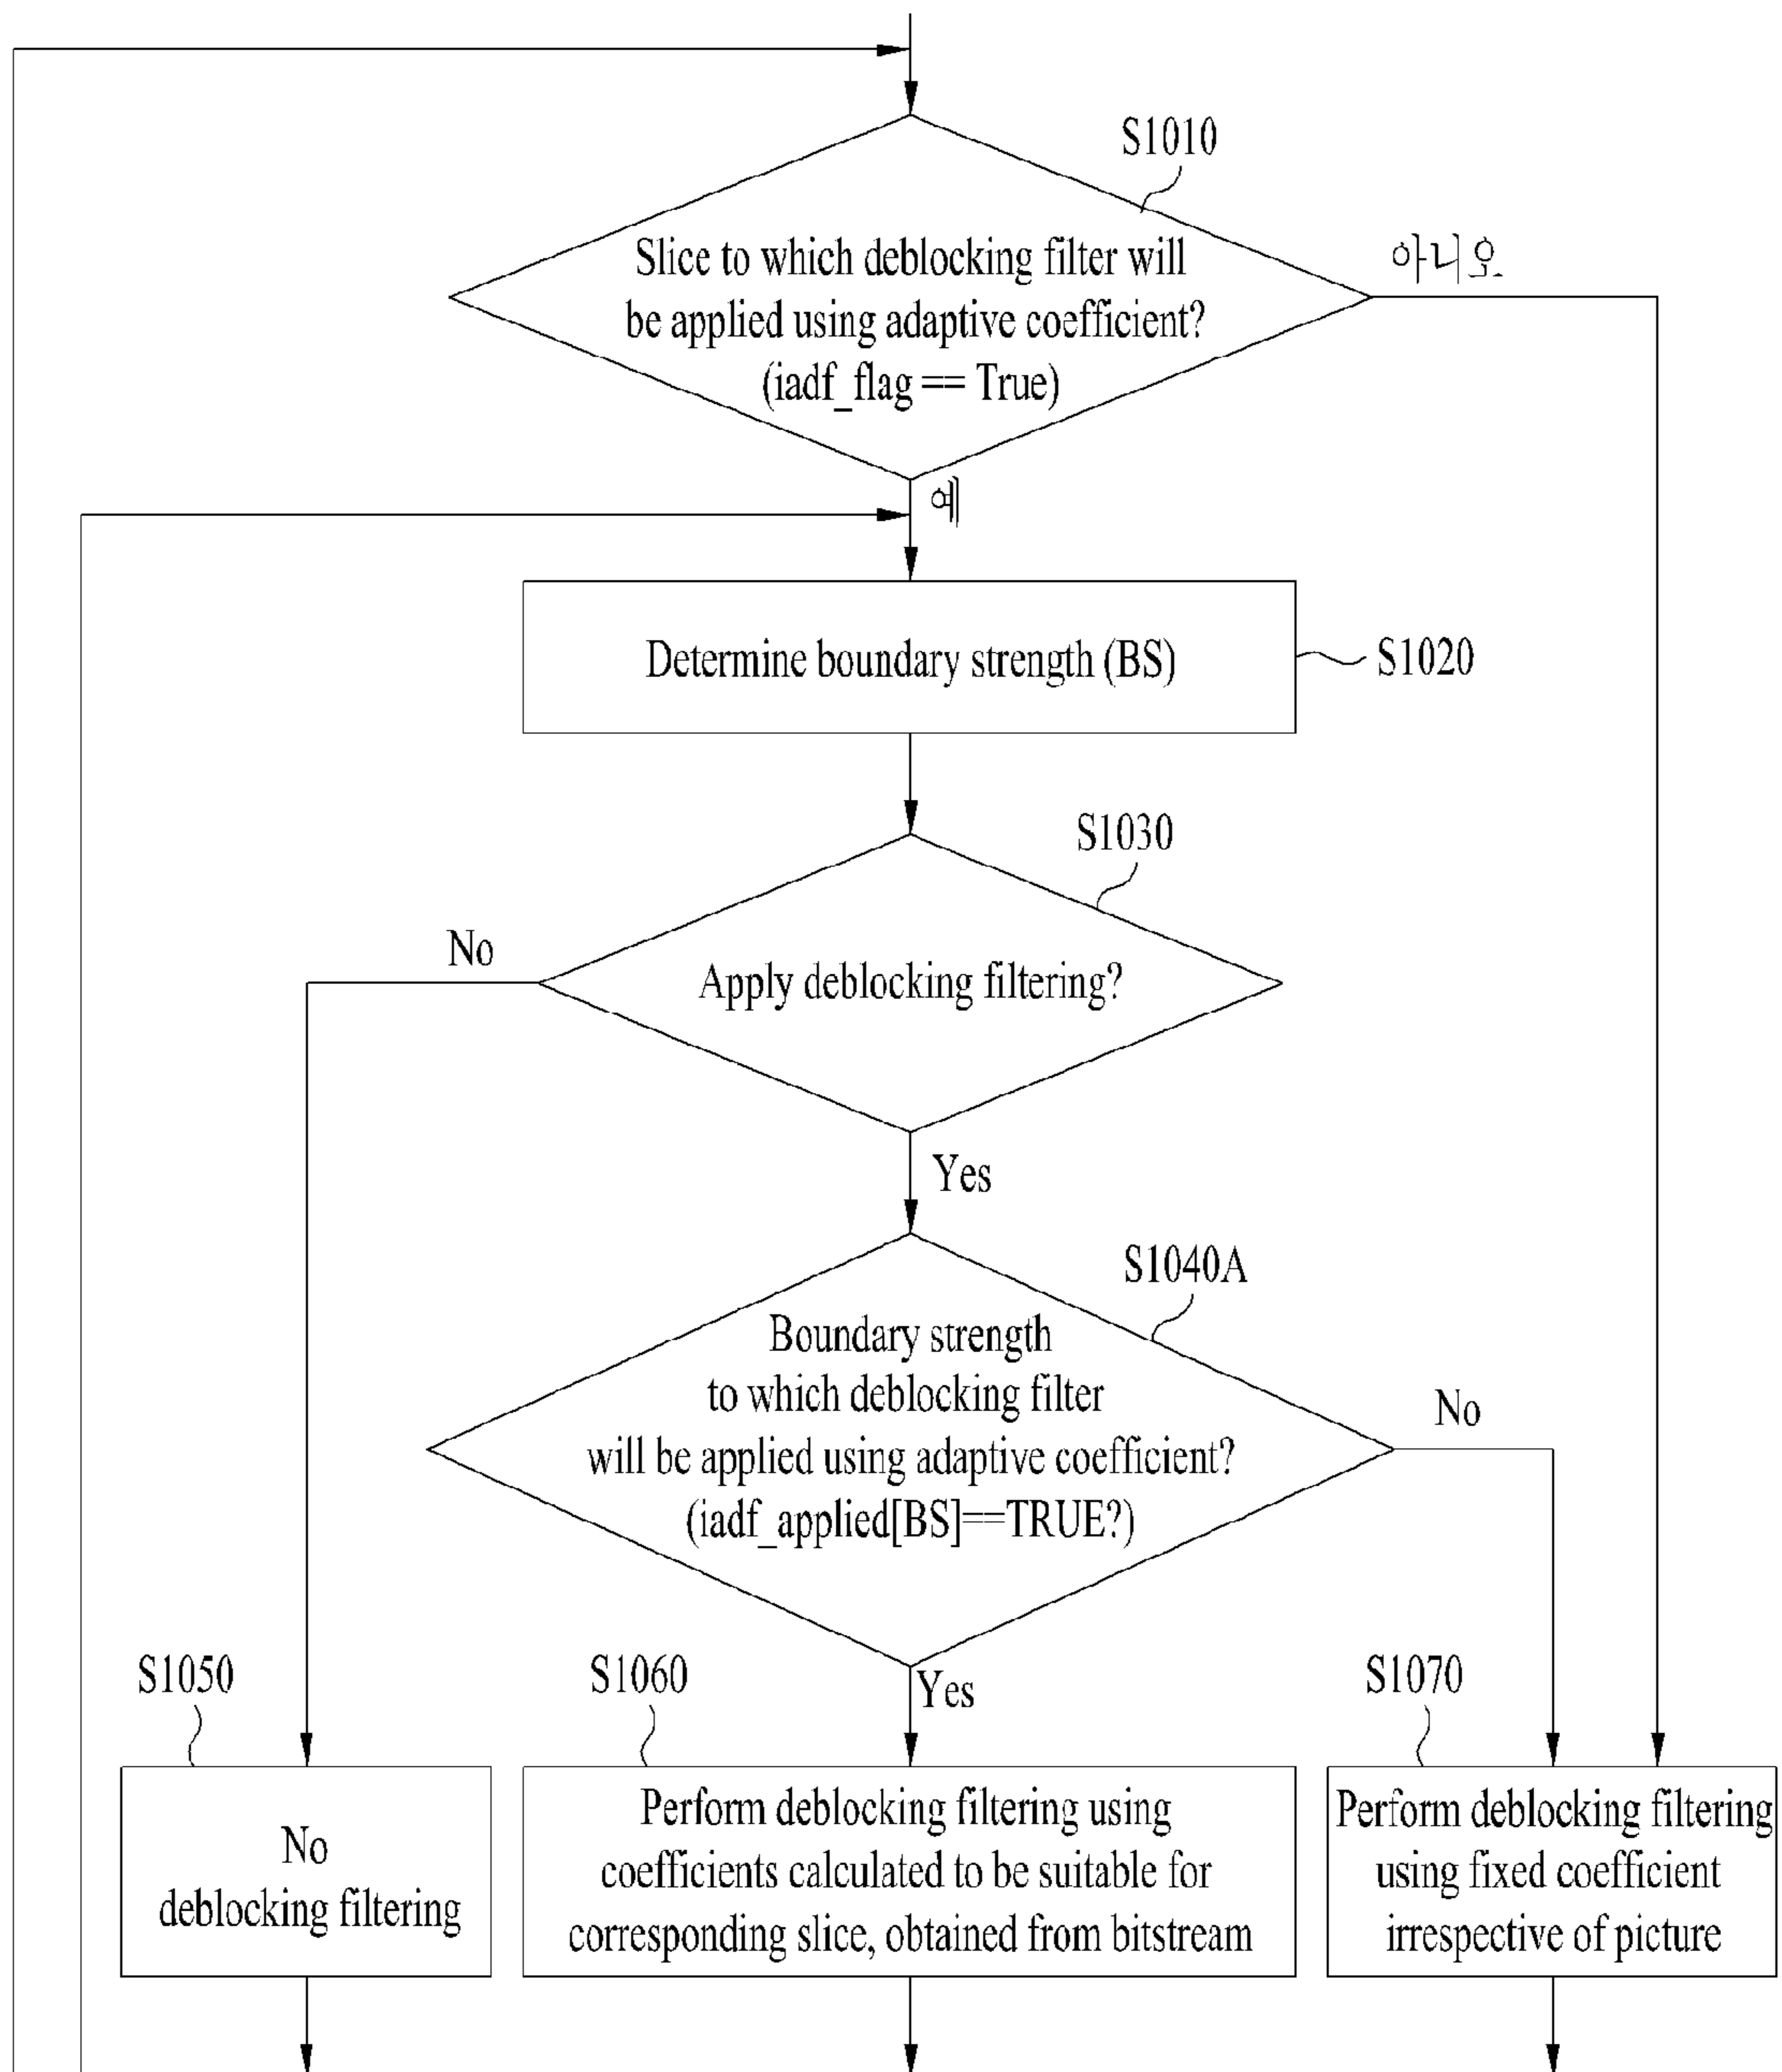 S1010
Slice to which deblocking filter will
be applied using adaptive coefficient?
(iadf_flag == True)
아니오
예
Determine boundary strength (BS)
S1020
S1030
No
Apply deblocking filtering?
Yes
S1040A
Boundary strength
to which deblocking filter
will be applied using adaptive coefficient?
(iadf_applied[BS]==TRUE?)
No
S1050
S1060
Yes
S1070
No
deblocking filtering
Perform deblocking filtering using
coefficients calculated to be suitable for
corresponding slice, obtained from bitstream
Perform deblocking filtering
using fixed coefficient
irrespective of picture